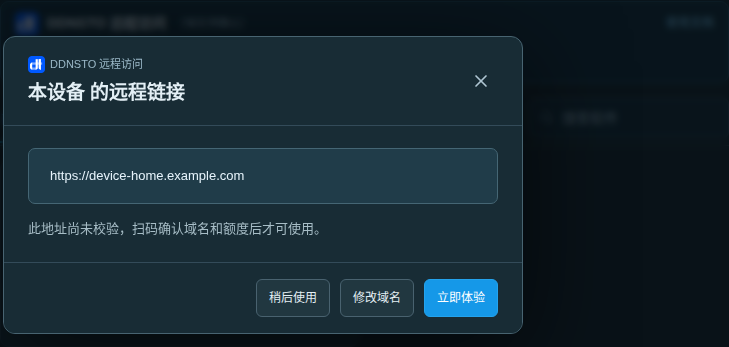 DDNSTO 远程访问
本设备 的远程链接
https://device-home.example.com
此地址尚未校验，扫码确认域名和额度后才可使用。
稍后使用
修改域名
立即体验